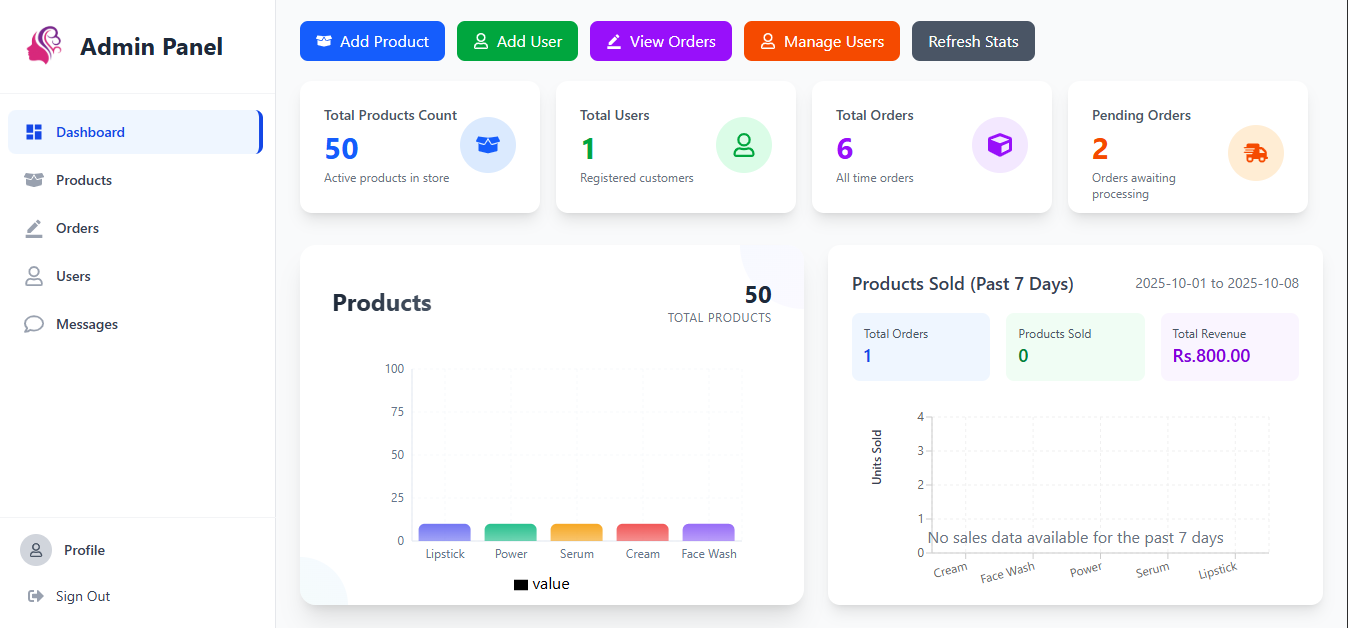 Admin Panel
Dashboard
Products
Orders
Users
Messages
Profile
Sign Out
Add Product
Add User
View Orders
Manage Users
Refresh Stats
Total Products Count
50
Active products in store
Total Users
1
Registered customers
Total Orders
6
All time orders
Pending Orders
2
Orders awaiting
processing
Products
50
TOTAL PRODUCTS
100
75
50
25
0
Lipstick
Power
Serum
Cream
Face Wash
value
Products Sold (Past 7 Days)
2025-10-01 to 2025-10-08
Total Orders
1
Products Sold
0
Total Revenue
Rs.800.00
Units Sold
4
3
2
1
0
No sales data available for the past 7 days
Cream
Face Wash
Power
Serum
Lipstick